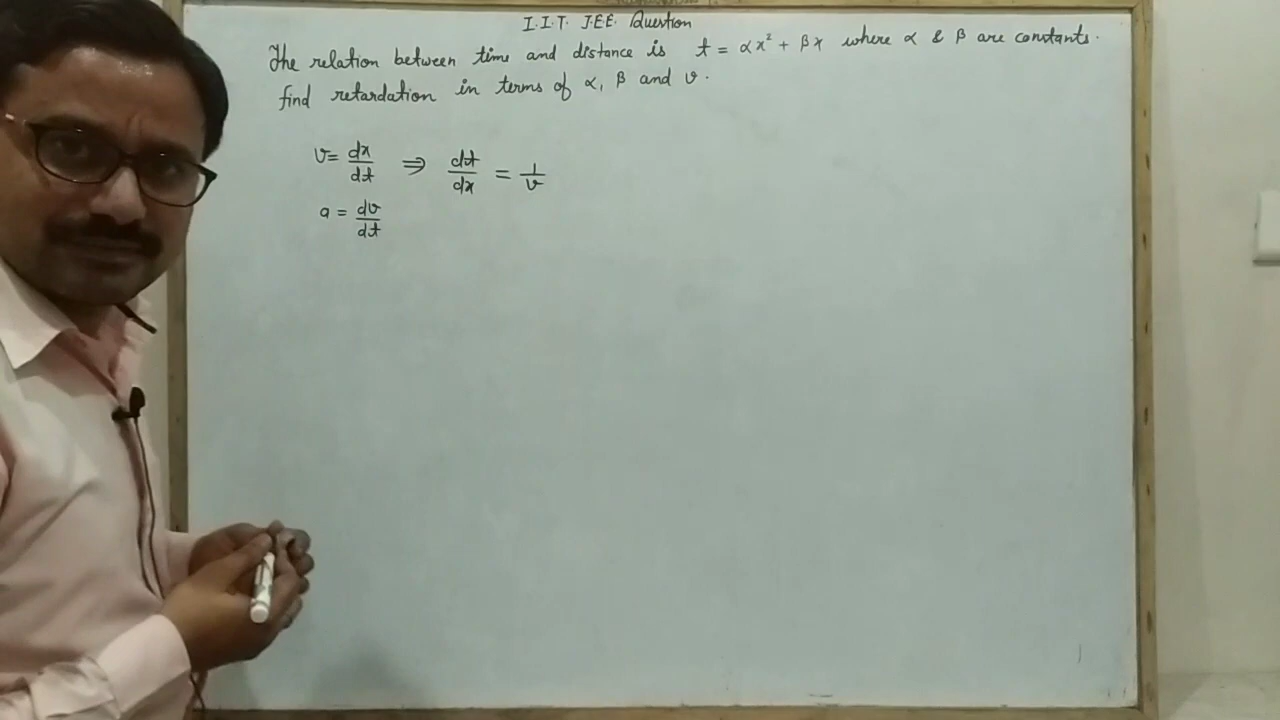 I.I.T. J.E.E. Question
The relation between time and distance is t = αx² + βx where α & β are constants.
find retardation in terms of α, β and v.
v = dx/dt ⇒ dt/dx = 1/v
a = dv/dt